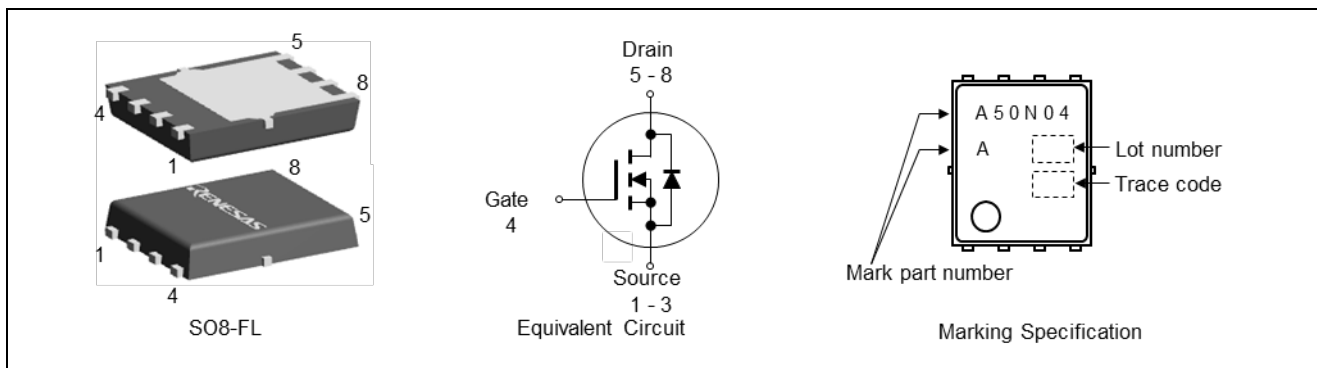 5
8
4
1
RENESAS
8
5
1
4
SO8-FL
Drain
5 - 8
Gate
4
Source
1 - 3
Equivalent Circuit
A50N04
A
Lot number
Trace code
Mark part number
Marking Specification